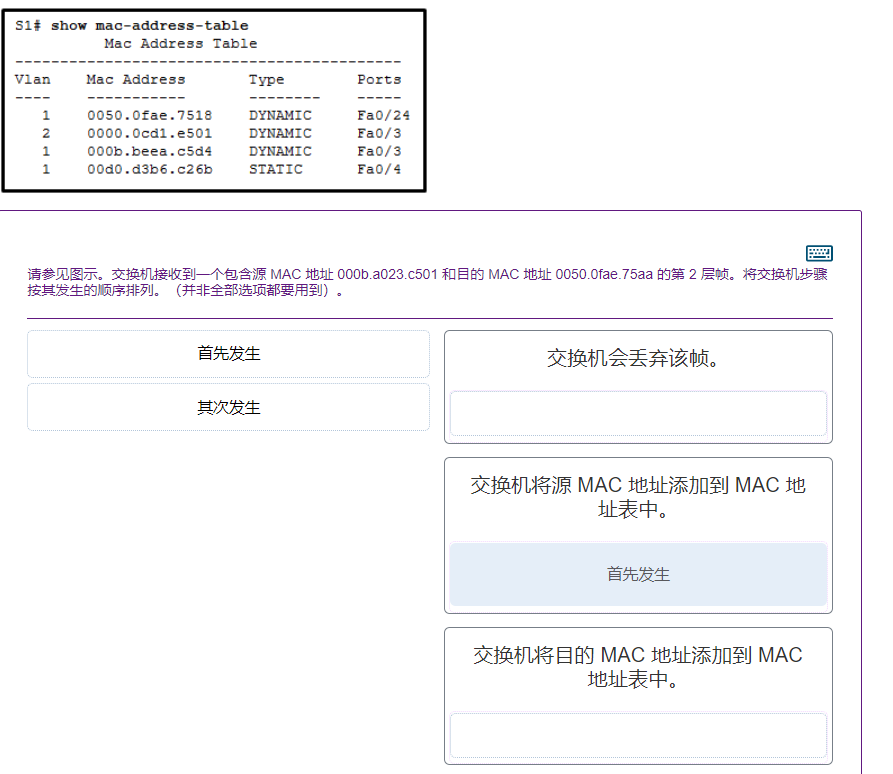 S1# show mac-address-table
Mac Address Table
-------------------------------------------
Vlan Mac Address Type Ports
---- ----------- -------- -----
1 0050.0fae.7518 DYNAMIC Fa0/24
2 0000.0cd1.e501 DYNAMIC Fa0/3
1 000b.beea.c5d4 DYNAMIC Fa0/3
1 00d0.d3b6.c26b STATIC Fa0/4
请参见图示。交换机接收到一个包含源 MAC 地址 000b.a023.c501 和目的 MAC 地址 0050.0fae.75aa 的第 2 层帧。将交换机步骤
按其发生的顺序排列。（并非全部选项都要用到）。
首先发生
其次发生
交换机会丢弃该帧。
交换机将源 MAC 地址添加到 MAC 地
址表中。
首先发生
交换机将目的 MAC 地址添加到 MAC
地址表中。